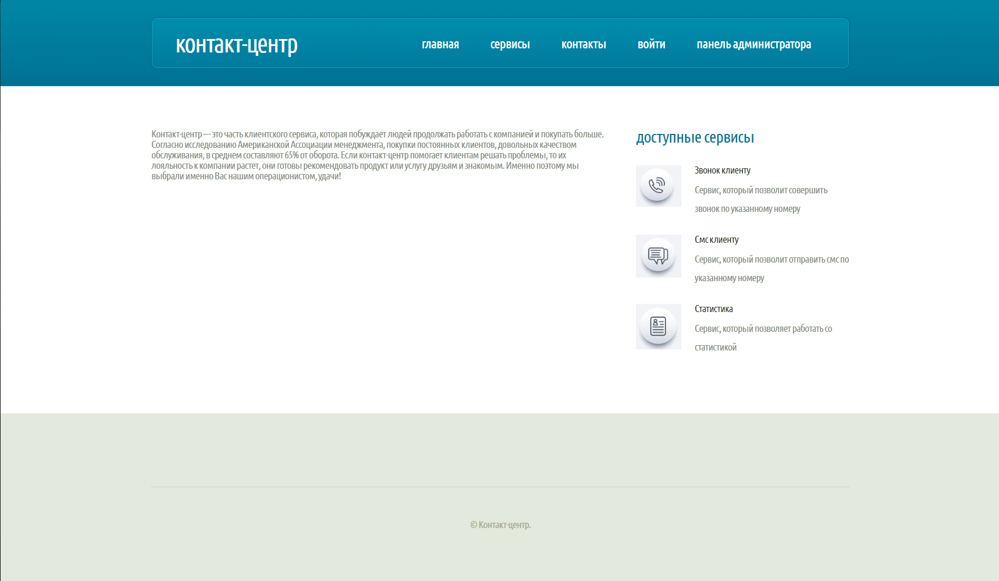 контакт-центр
главная сервисы контакты войти панель администратора
Контакт-центр — это часть клиентского сервиса, которая побуждает людей продолжать работать с компанией и покупать больше.
Согласно исследованию Американской Ассоциации менеджмента, покупки постоянных клиентов, довольных качеством
обслуживания, в среднем составляют 65% от оборота. Если контакт-центр помогает клиентам решать проблемы, то их
лояльность к компании растет, они готовы рекомендовать продукт или услугу друзьям и знакомым. Именно поэтому мы
выбрали именно Вас нашим операционистом, удачи!
доступные сервисы
Звонок клиенту
Сервис, который позволит совершить
звонок по указанному номеру
Смс клиенту
Сервис, который позволит отправить смс по
указанному номеру
Статистика
Сервис, который позволяет работать со
статистикой
© Контакт-центр.